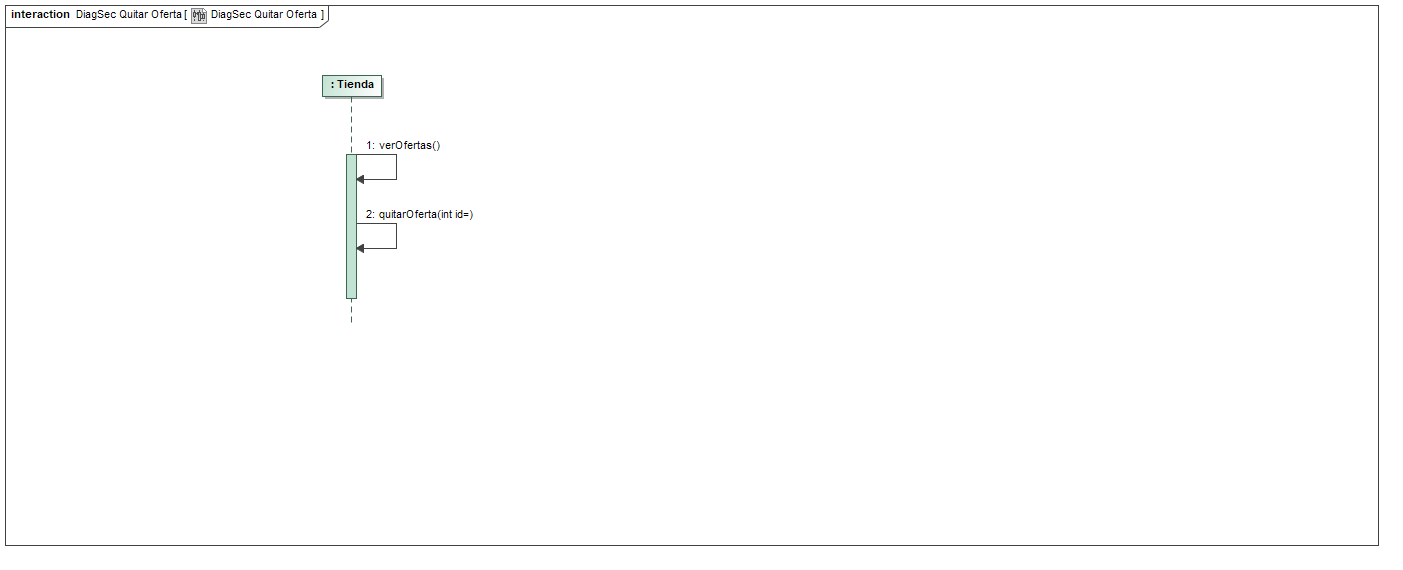 interaction DiagSec Quitar Oferta [ DiagSec Quitar Oferta ]
: Tienda
1: verOfertas()
2: quitarOferta(int id=)